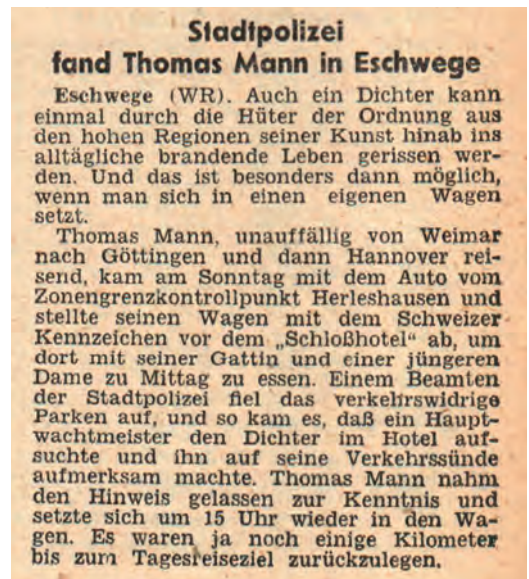 Stadtpolizei
fand Thomas Mann in Eschwege
Eschwege (WR). Auch ein Dichter kann
einmal durch die Hüter der Ordnung aus
den hohen Regionen seiner Kunst hinab ins
alltägliche brandende Leben gerissen wer-
den. Und das ist besonders dann möglich,
wenn man sich in einen eigenen Wagen
setzt.
Thomas Mann, unauffällig von Weimar
nach Göttingen und dann Hannover rei-
send, kam am Sonntag mit dem Auto vom
Zonengrenzkontrollpunkt Herleshausen und
stellte seinen Wagen mit dem Schweizer
Kennzeichen vor dem „Schloßhotel“ ab, um
dort mit seiner Gattin und einer jüngeren
Dame zu Mittag zu essen. Einem Beamten
der Stadtpolizei fiel das verkehrswidrige
Parken auf, und so kam es, daß ein Haupt-
wachtmeister den Dichter im Hotel auf-
suchte und ihn auf seine Verkehrssünde
aufmerksam machte. Thomas Mann nahm
den Hinweis gelassen zur Kenntnis und
setzte sich um 15 Uhr wieder in den Wa-
gen. Es waren ja noch einige Kilometer
bis zum Tagesreiseziel zurückzulegen.